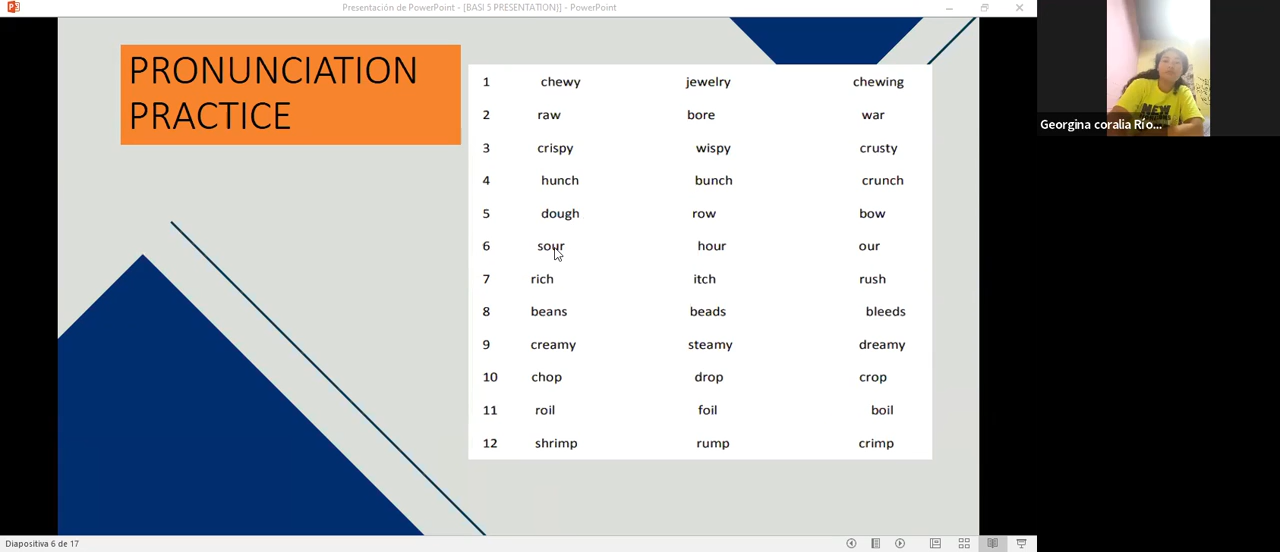 Presentación de PowerPoint - [BASI 5 PRESENTATION] - PowerPoint
PRONUNCIATION
PRACTICE
1 chewy jewelry chewing
2 raw bore war
3 crispy wispy crusty
4 hunch bunch crunch
5 dough row bow
6 sour hour our
7 rich itch rush
8 beans beads bleeds
9 creamy steamy dreamy
10 chop drop crop
11 roil foil boil
12 shrimp rump crimp
NEW
Georgina coralia Río...
Diapositiva 6 de 17